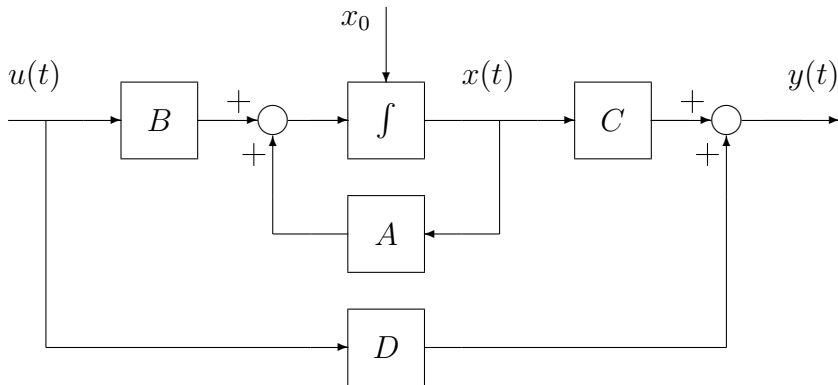 x₀
u(t) x(t) y(t)
B + ∫ C +
+ +
A
D